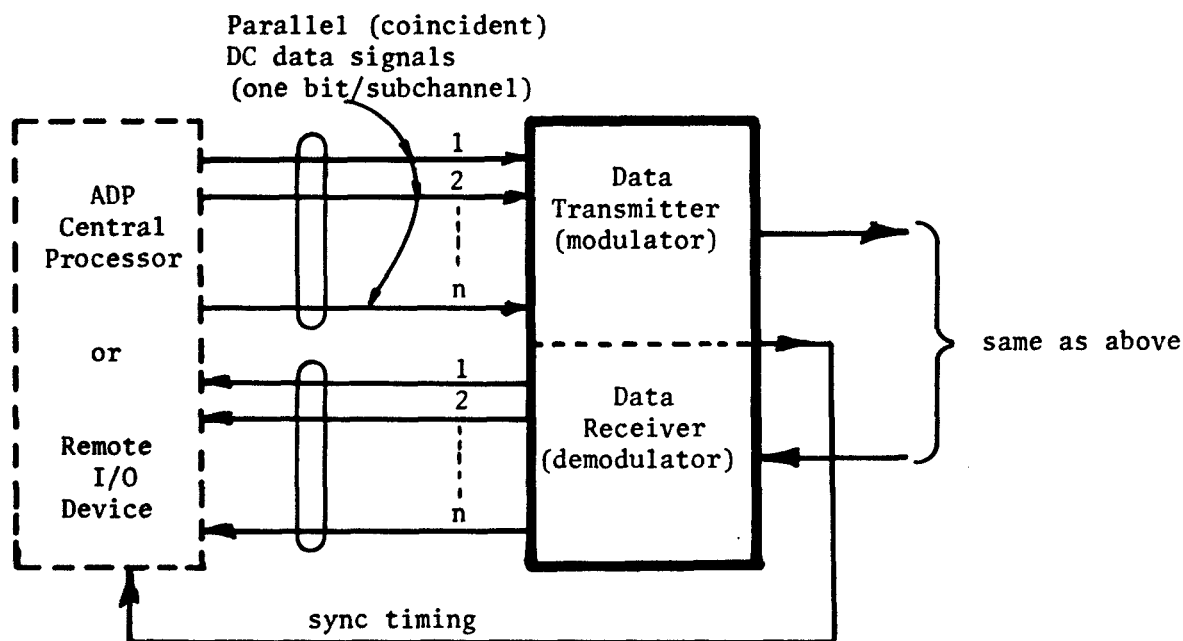 Parallel (coincident)
DC data signals
(one bit/subchannel)
ADP
Central
Processor
or
Remote
I/O
Device
1
2
n
1
2
n
Data
Transmitter
(modulator)
Data
Receiver
(demodulator)
same as above
sync timing